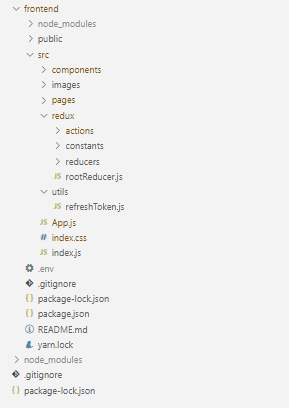 frontend
node_modules
public
src
components
images
pages
redux
actions
constants
reducers
rootReducer.js
utils
refreshToken.js
App.js
index.css
index.js
.env
.gitignore
package-lock.json
package.json
README.md
yarn.lock
node_modules
.gitignore
package-lock.json